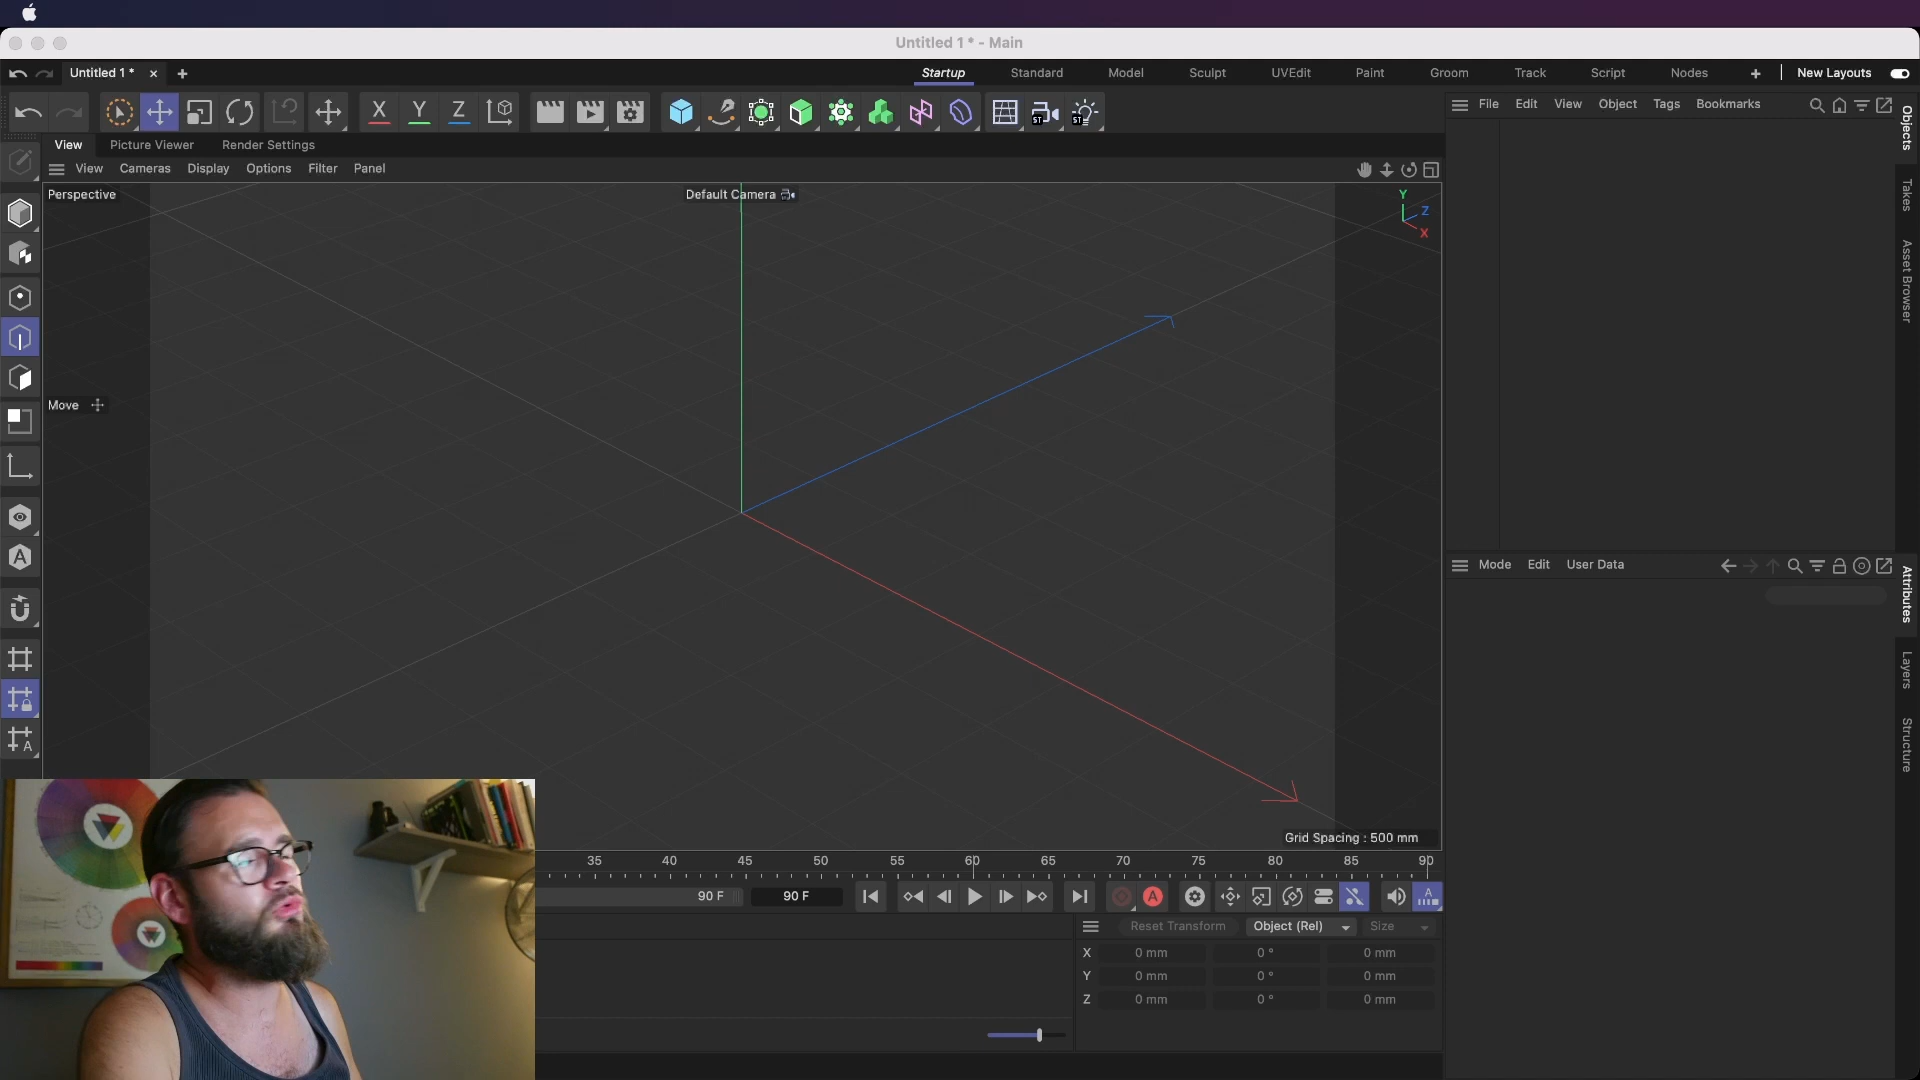 Untitled 1 * - Main
Untitled 1 *
Startup
Standard
Model
Sculpt
UVEdit
Paint
Groom
Track
Script
Nodes
New Layouts
X
Y
Z
ST
ST
File
Edit
View
Object
Tags
Bookmarks
Objects
Takes
Asset Browser
View
Picture Viewer
Render Settings
View
Cameras
Display
Options
Filter
Panel
Perspective
Default Camera
Y
Z
X
Move
A
A
Grid Spacing : 500 mm
Mode
Edit
User Data
Attributes
Layers
Structure
35 40 45 50 55 60 65 70 75 80 85 90
90 F
90 F
A
A
Reset Transform
Object (Rel)
Size
X 0 mm 0 ° 0 mm
Y 0 mm 0 ° 0 mm
Z 0 mm 0 ° 0 mm